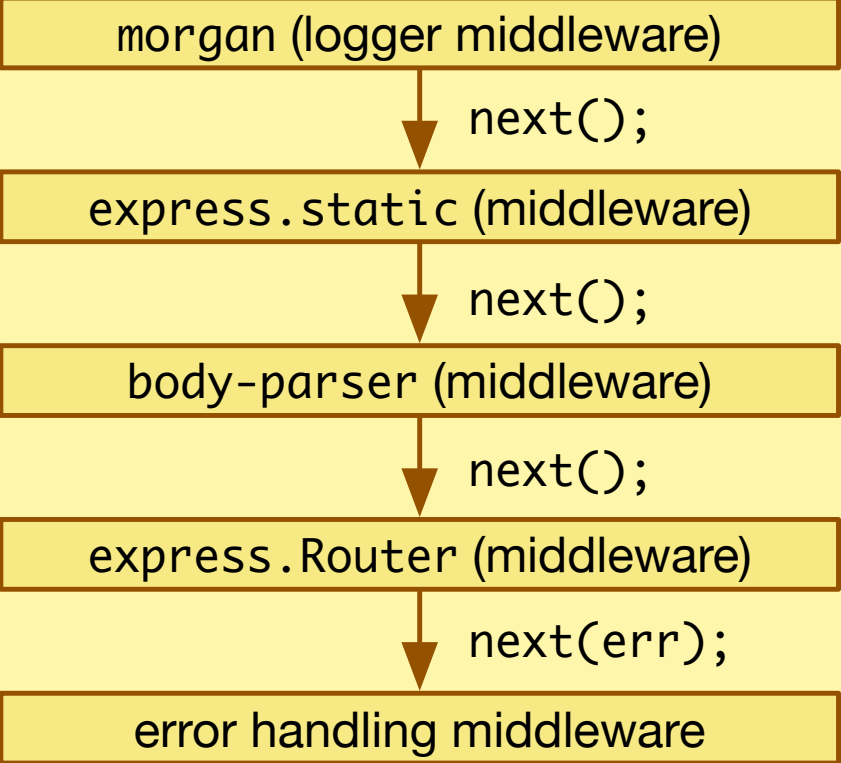 morgan (logger middleware)
next();
express.static (middleware)
next();
body-parser (middleware)
next();
express.Router (middleware)
next(err);
error handling middleware